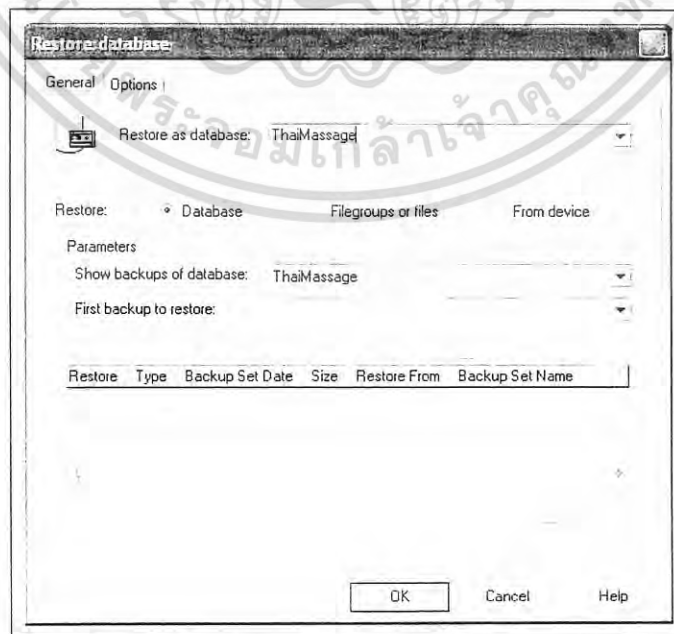 Restore database
General Options
Restore as database: ThaiMassage
Restore: Database Filegroups or files From device
Parameters
Show backups of database: ThaiMassage
First backup to restore:
Restore Type Backup Set Date Size Restore From Backup Set Name
OK Cancel Help